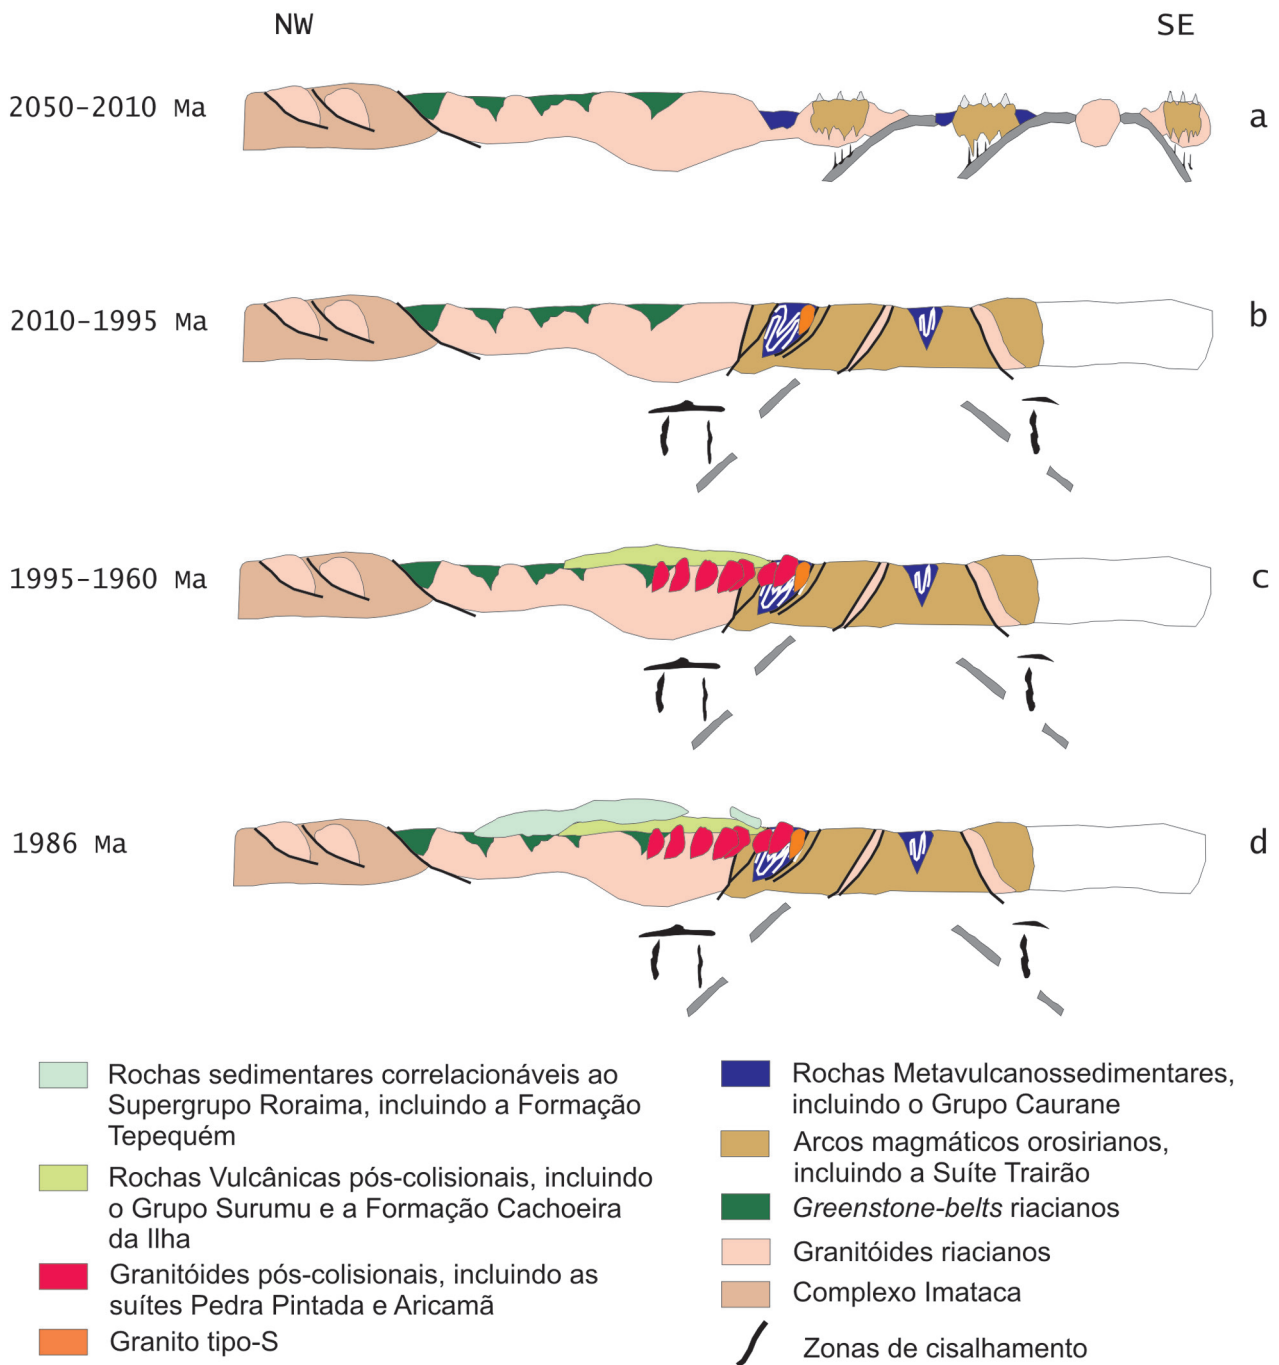 NW
SE
2050-2010 Ma
a
2010-1995 Ma
b
1995-1960 Ma
c
1986 Ma
d
Rochas sedimentares correlacionáveis ao
Supergrupo Roraima, incluindo a Formação
Tepequém
Rochas Vulcânicas pós-colisionais, incluindo
o Grupo Surumu e a Formação Cachoeira
da Ilha
Granitóides pós-colisionais, incluindo as
suítes Pedra Pintada e Aricamã
Granito tipo-S
Rochas Metavulcanossedimentares,
incluindo o Grupo Caurane
Arcos magmáticos orosirianos,
incluindo a Suíte Trairão
Greenstone-belts riacianos
Granitóides riacianos
Complexo Imataca
Zonas de cisalhamento